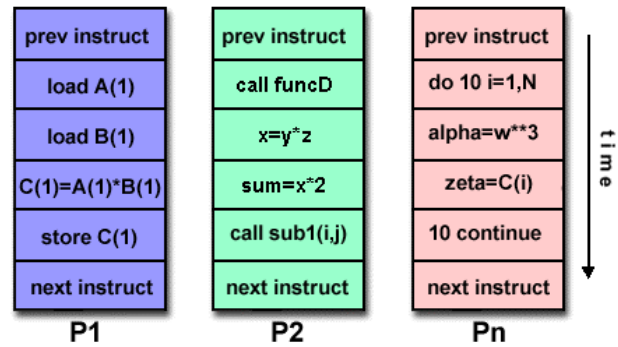 prev instruct
load A(1)
load B(1)
C(1)=A(1)*B(1)
store C(1)
next instruct
P1
prev instruct
call funcD
x=y*z
sum=x*2
call sub1(i,j)
next instruct
P2
prev instruct
do 10 i=1,N
alpha=w**3
zeta=C(i)
10 continue
next instruct
Pn
time